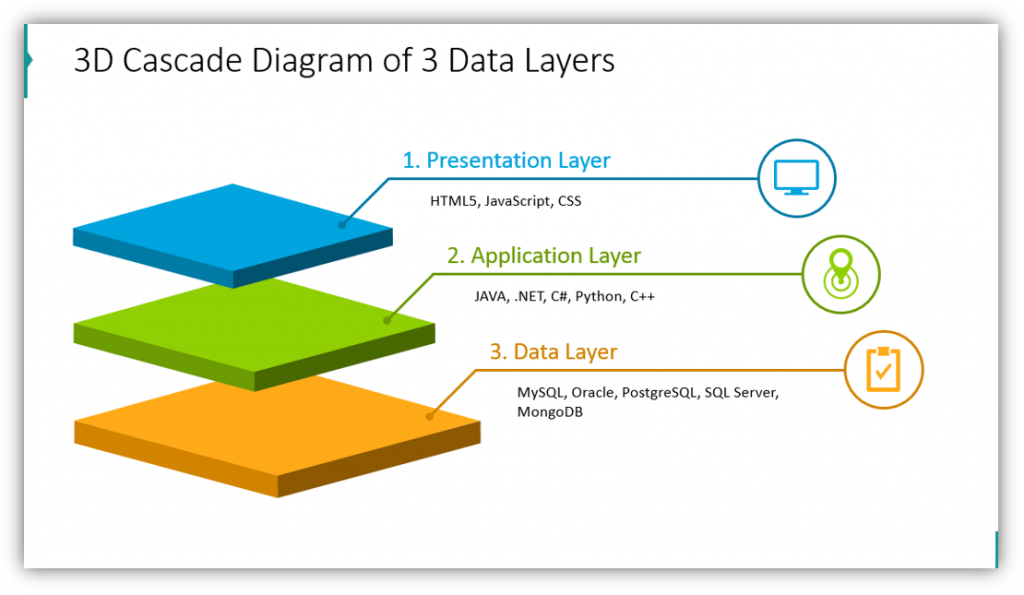 3D Cascade Diagram of 3 Data Layers
1. Presentation Layer
HTML5, JavaScript, CSS
2. Application Layer
JAVA, .NET, C#, Python, C++
3. Data Layer
MySQL, Oracle, PostgreSQL, SQL Server,
MongoDB